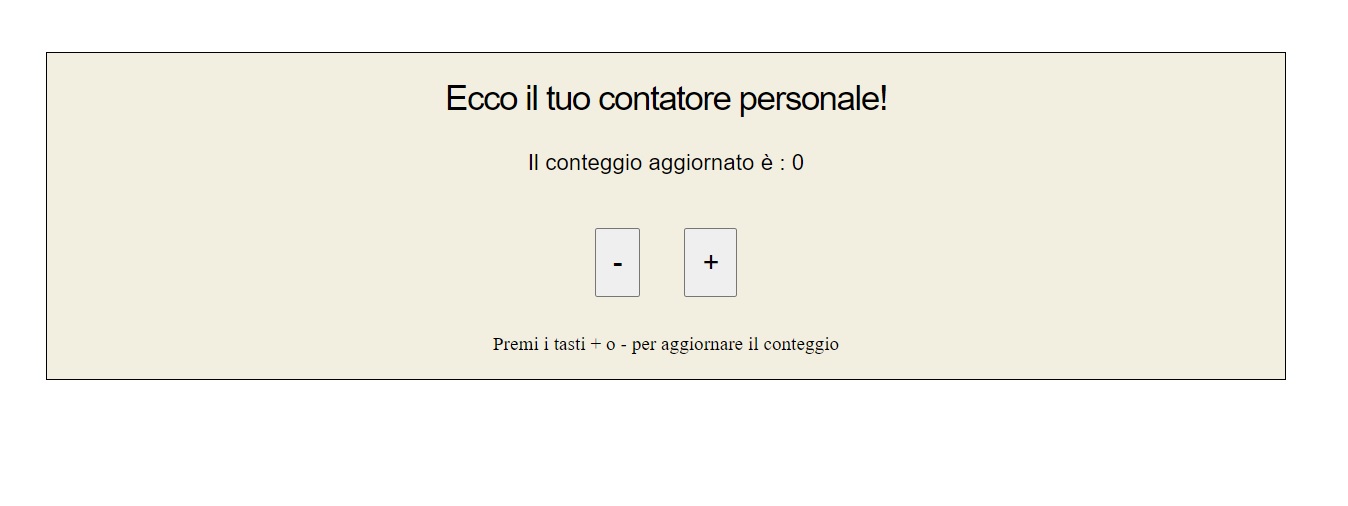 Ecco il tuo contatore personale!
Il conteggio aggiornato è : 0
- +
Premi i tasti + o - per aggiornare il conteggio